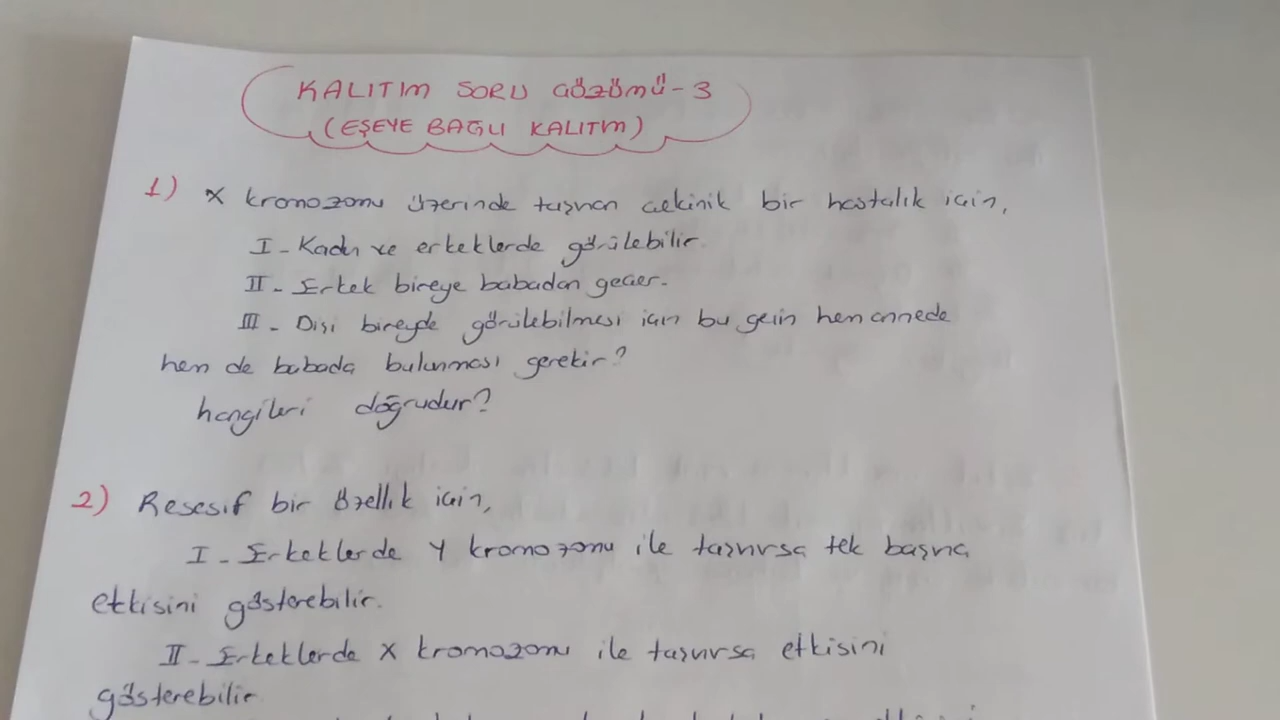 KALITIM SORU ÇÖZÜMÜ-3
(EŞEYE BAĞLI KALITIM)
1) X kromozomu üzerinde taşınan çekinik bir hastalık için,
I - Kadın ve erkeklerde görülebilir.
II - Erkek bireye babadan geçer.
III - Dişi bireyde görülebilmesi için bu genin hem annede
hem de babada bulunması gerekir?
hangileri doğrudur?
2) Resesif bir özellik için,
I - Erkeklerde Y kromozomu ile taşınırsa tek başına
etkisini gösterebilir.
II - Erkeklerde X kromozomu ile taşınırsa etkisini
gösterebilir